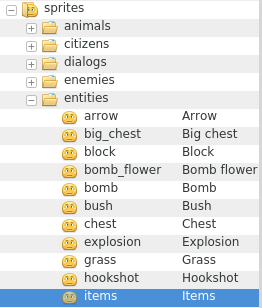 sprites
animals
citizens
dialogs
enemies
entities
arrow Arrow
big_chest Big chest
block Block
bomb_flower Bomb flower
bomb Bomb
bush Bush
chest Chest
explosion Explosion
grass Grass
hookshot Hookshot
items Items